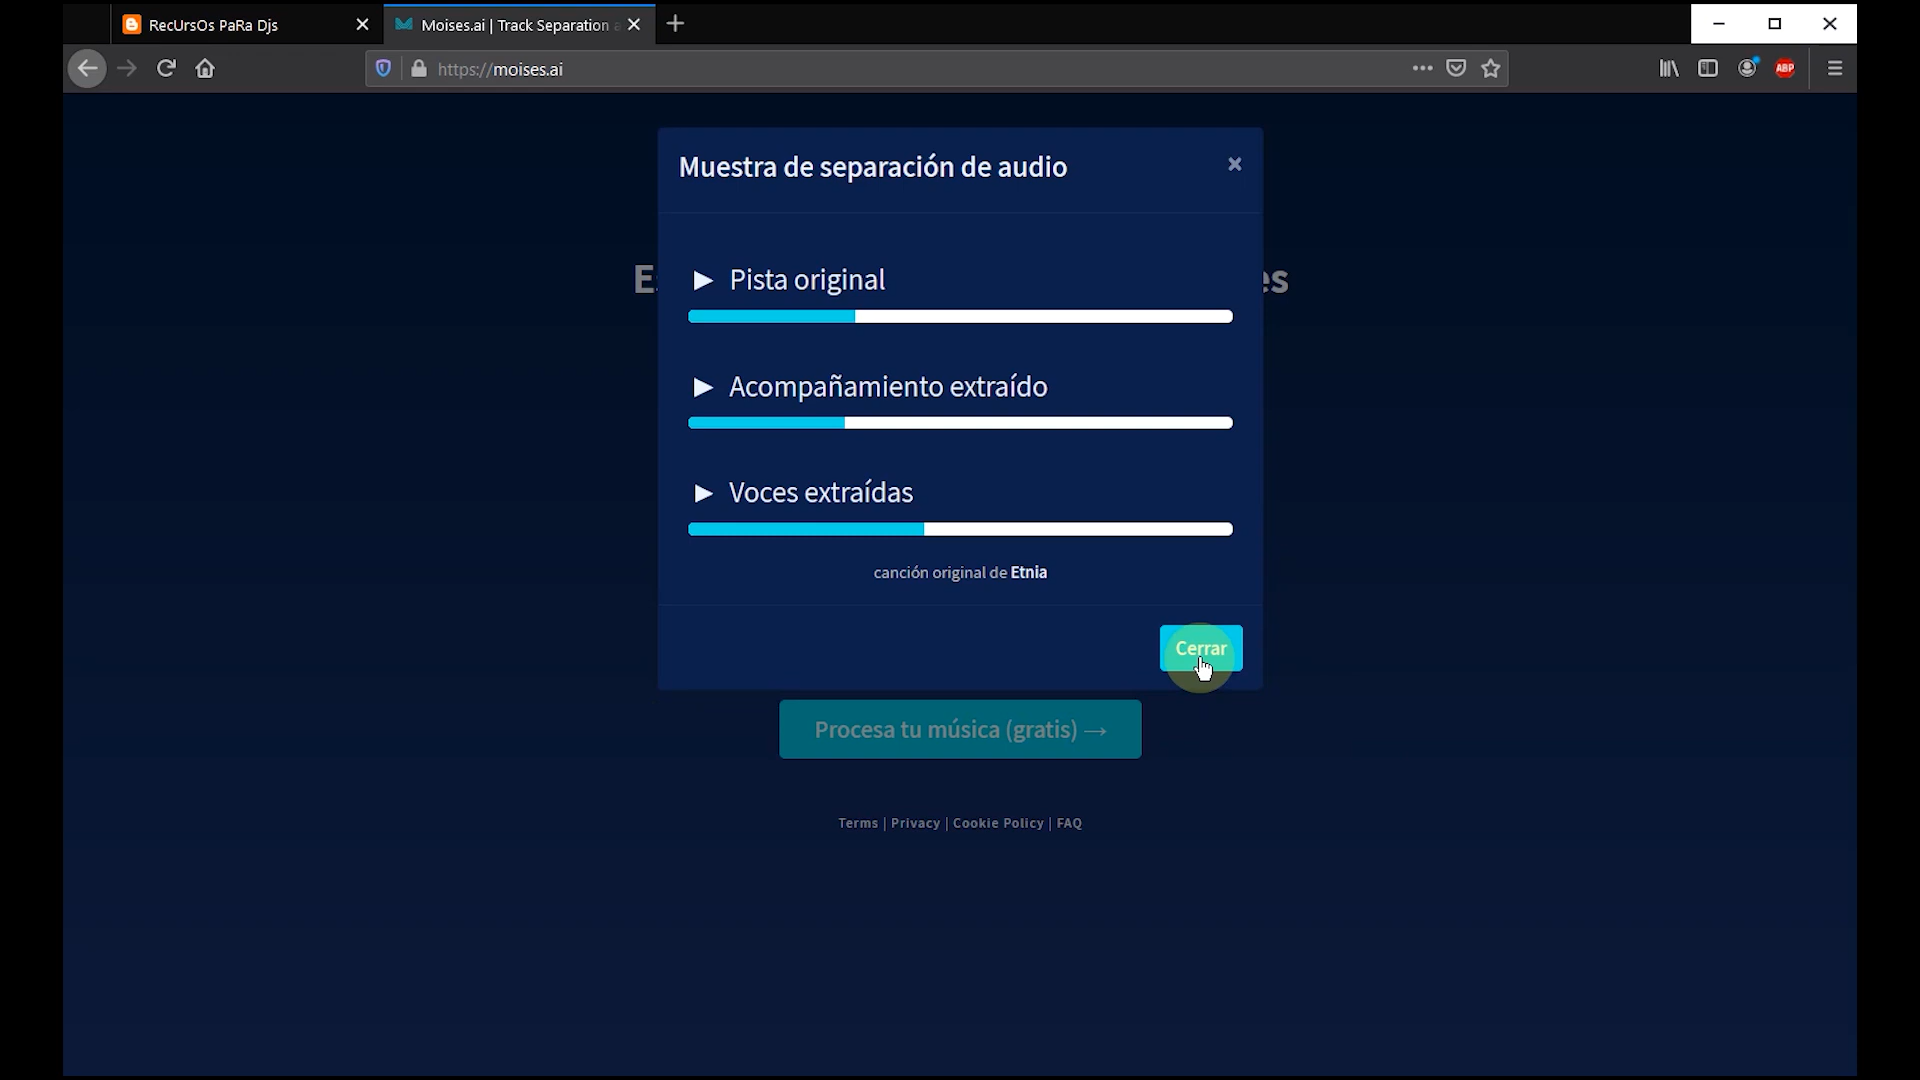 RecUrsOs PaRa Djs
Moises.ai | Track Separation
https://moises.ai
ABP
Muestra de separación de audio
Pista original
Acompañamiento extraído
Voces extraídas
canción original de Etnia
Cerrar
Procesa tu música (gratis) →
Terms | Privacy | Cookie Policy | FAQ